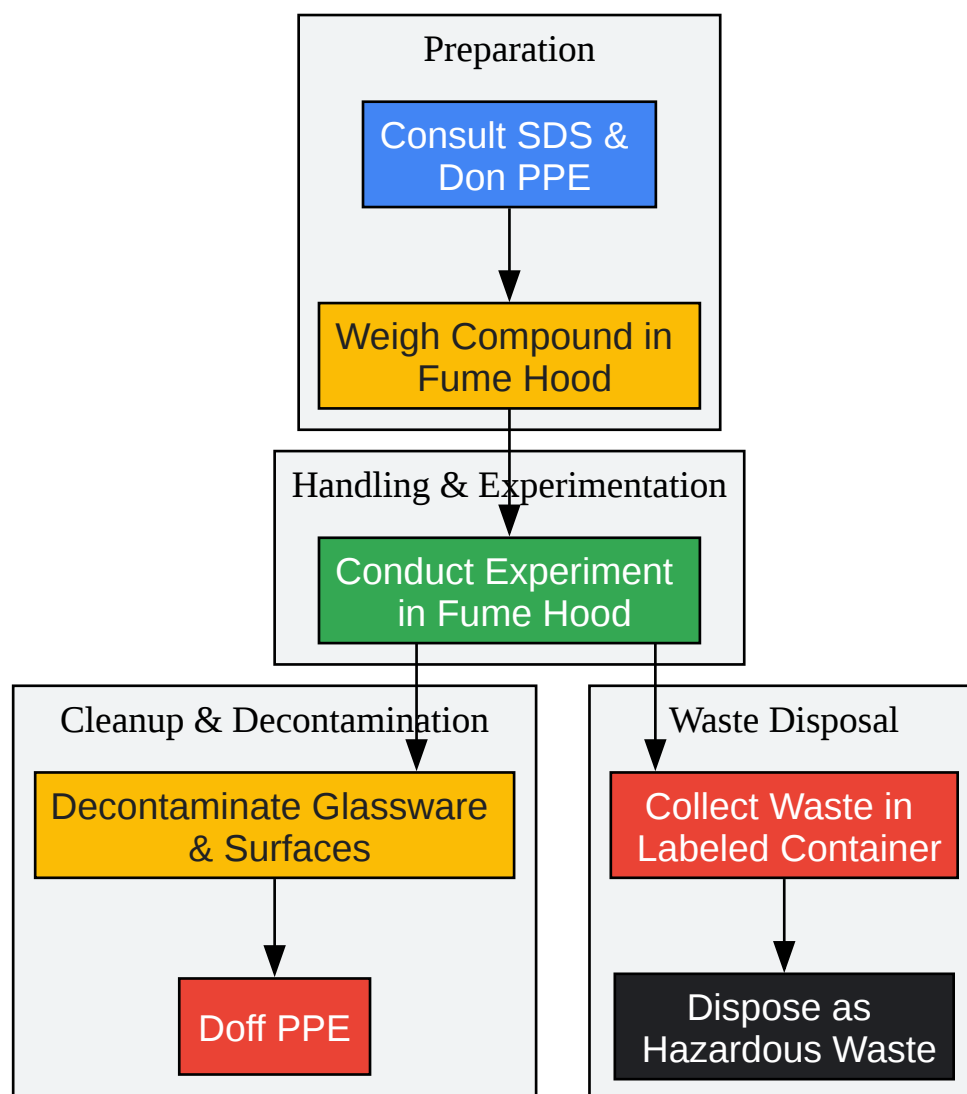 Preparation
Consult SDS &
Don PPE
Weigh Compound in
Fume Hood
Handling & Experimentation
Conduct Experiment
in Fume Hood
Cleanup & Decontamination
Decontaminate Glassware
& Surfaces
Doff PPE
Waste Disposal
Collect Waste in
Labeled Container
Dispose as
Hazardous Waste